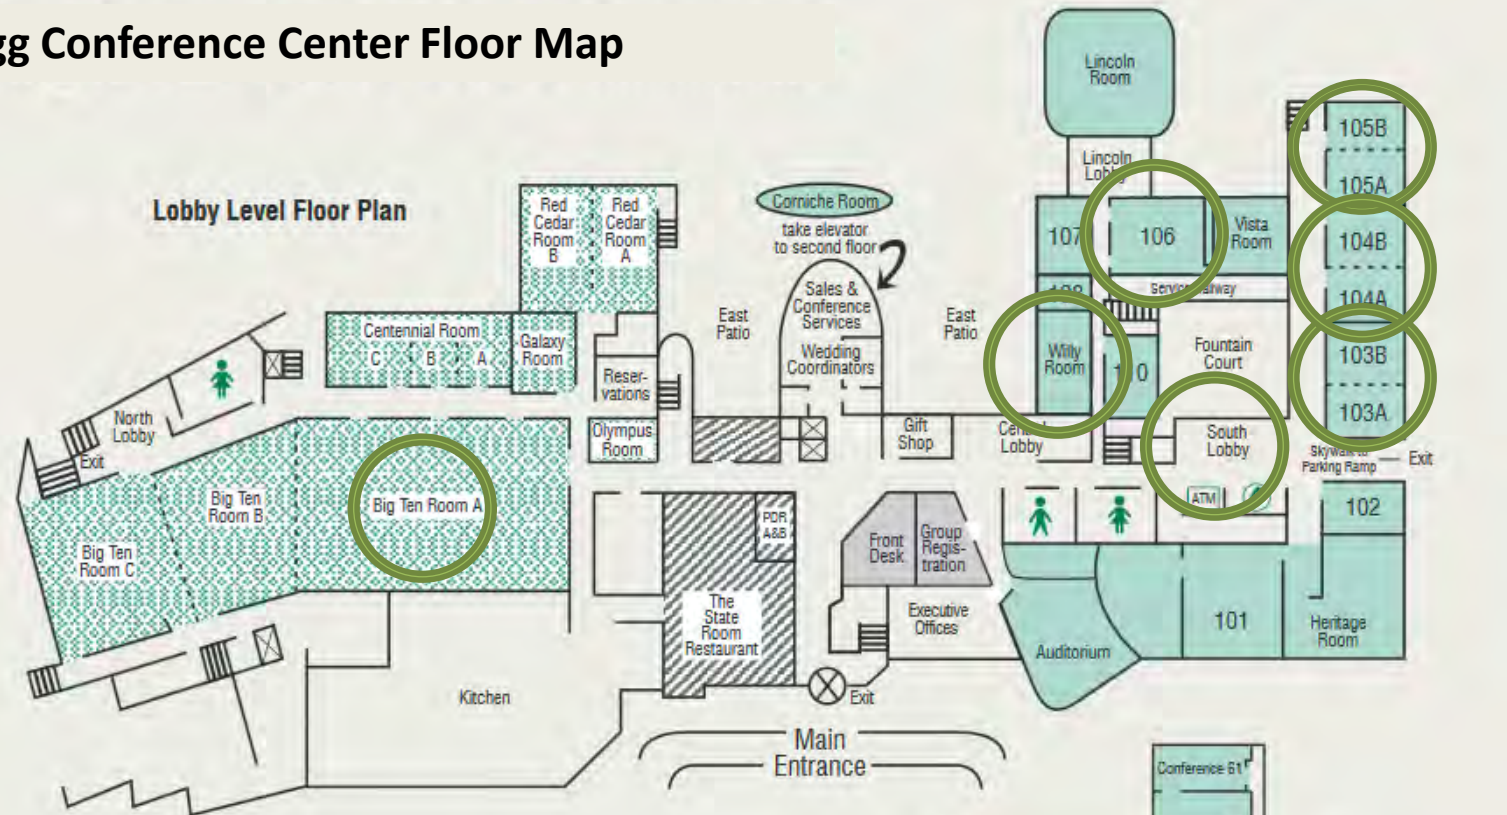 gg Conference Center Floor Map
Lobby Level Floor Plan
Lincoln
Room
Lincoln
Lobby
105B
105A
104B
104A
103B
103A
Corniche Room
take elevator
to second floor
Red
Cedar
Room
B
Red
Cedar
Room
A
107
106
Vista
Room
Sales &
Conference
Services
Wedding
Coordinators
East
Patio
East
Patio
Centennial Room
C B A
Galaxy
Room
Reser-
vations
Willy
Room
Fountain
Court
North
Lobby
Exit
Olympus
Room
Gift
Shop
Lobby
South
Lobby
Skywalk to
Parking Ramp
Exit
Big Ten
Room C
Big Ten
Room B
Big Ten Room A
PDR
A&B
ATM
102
Front
Desk
Group
Regis-
tration
The
State
Room
Restaurant
Executive
Offices
Auditorium
101
Heritage
Room
Kitchen
Exit
Main
Entrance
Conference 61